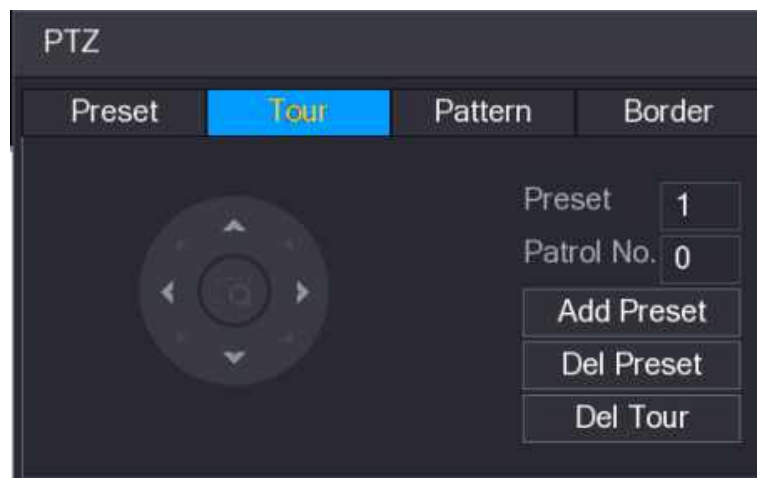 PTZ
Preset Tour Pattern Border
Preset 1
Patrol No. 0
Add Preset
Del Preset
Del Tour